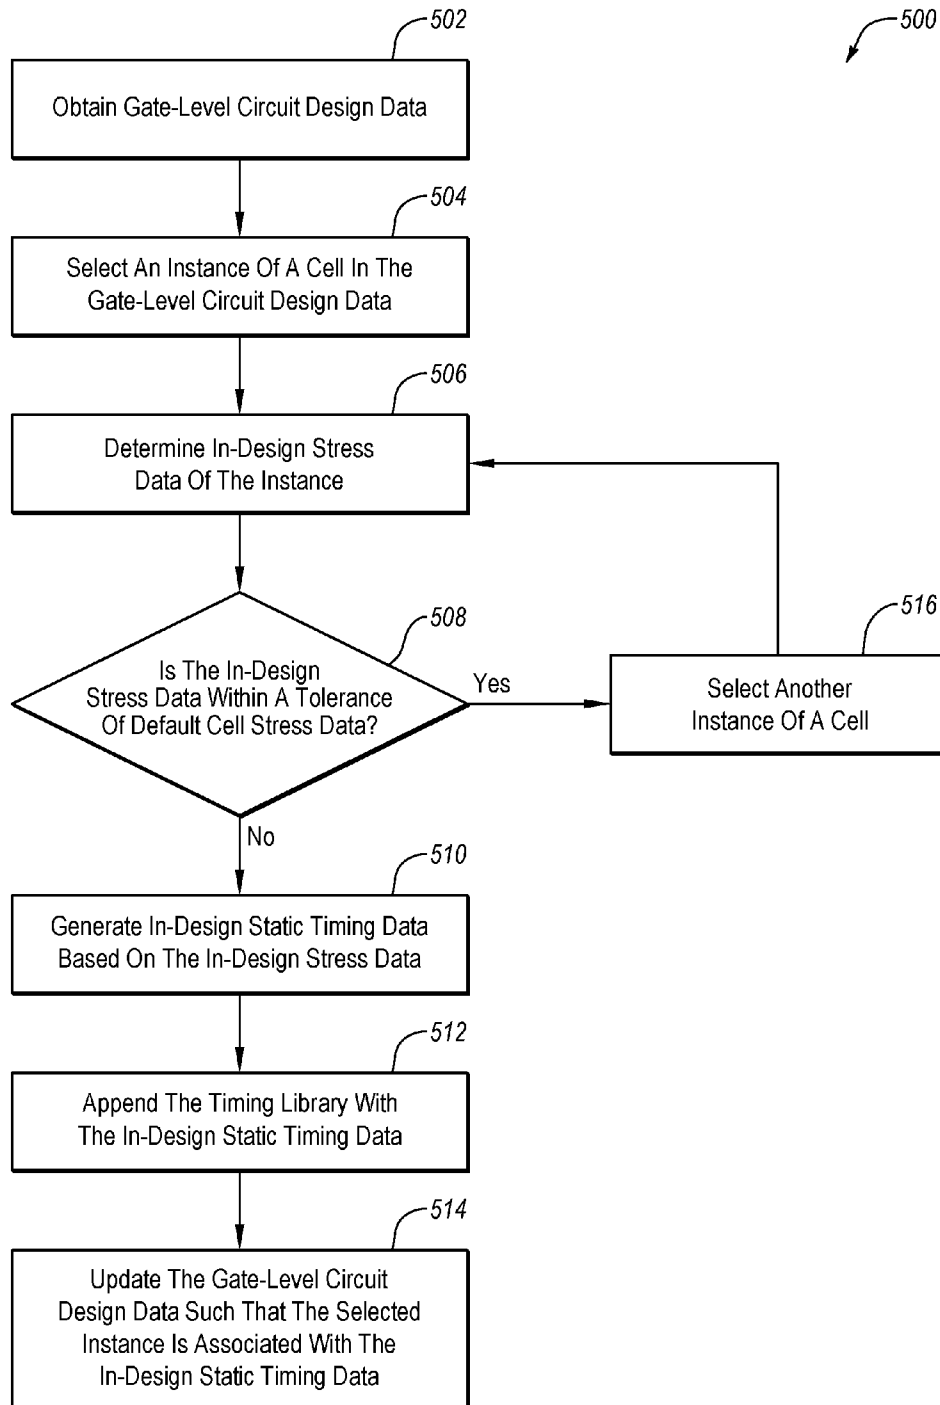 502
500
Obtain Gate-Level Circuit Design Data
504
Select An Instance Of A Cell In The
Gate-Level Circuit Design Data
506
Determine In-Design Stress
Data Of The Instance
508
Is The In-Design
Stress Data Within A Tolerance
Of Default Cell Stress Data?
Yes
516
Select Another
Instance Of A Cell
No
510
Generate In-Design Static Timing Data
Based On The In-Design Stress Data
512
Append The Timing Library With
The In-Design Static Timing Data
514
Update The Gate-Level Circuit
Design Data Such That The Selected
Instance Is Associated With The
In-Design Static Timing Data